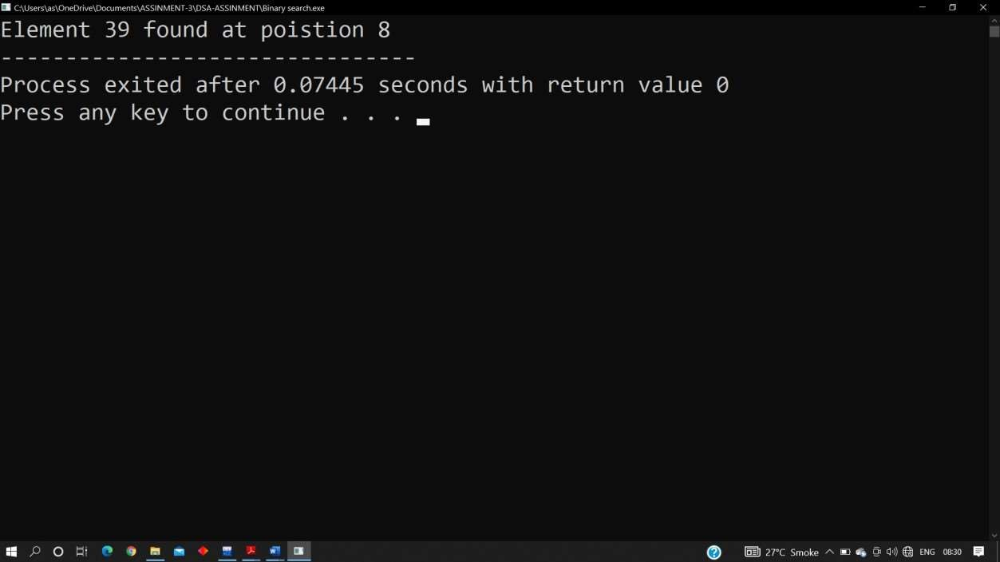 C:\Users\as\OneDrive\Documents\ASSINMENT-3\DSA-ASSINMENT\Binary search.exe
Element 39 found at poistion 8
--------------------------------
Process exited after 0.07445 seconds with return value 0
Press any key to continue . . .
27°C Smoke ENG 08:30